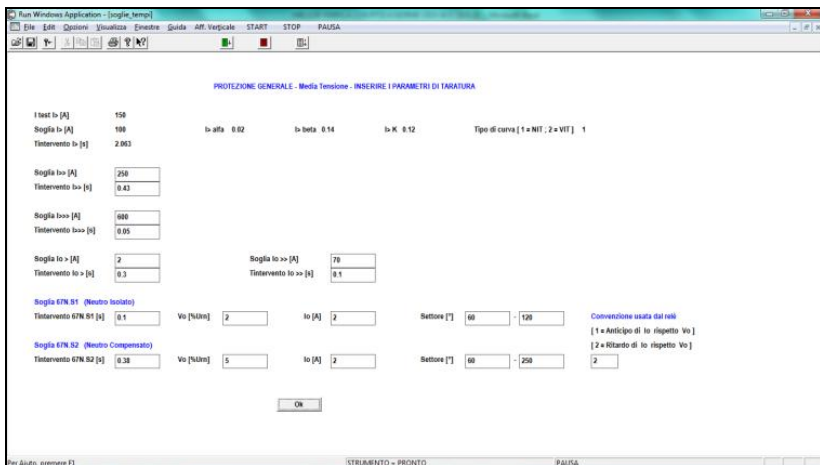 Run Windows Application - [soglie_tempi]
File Edit Opzioni Visualizza Finestre Guida Aff. Verticale START STOP PAUSA
PROTEZIONE GENERALE - Media Tensione - INSERIRE I PARAMETRI DI TARATURA
I test I> [A] 150
Soglia I> [A] 100 I> alfa 0.02 I> beta 0.14 I> K 0.12 Tipo di curva [ 1 = NIT ; 2 = VIT ] 1
Tintervento I> [s] 2.063
Soglia I>> [A] 250
Tintervento I>> [s] 0.43
Soglia I>>> [A] 600
Tintervento I>>> [s] 0.05
Soglia Io > [A] 2 Soglia Io >> [A] 70
Tintervento Io > [s] 0.3 Tintervento Io >> [s] 0.1
Soglia 67N.S1 (Neutro Isolato)
Tintervento 67N.S1 [s] 0.1 Vo [%Urn] 2 Io [A] 2 Settore [°] 60 - 120 Convenzione usata dal relè
[ 1 = Anticipo di Io rispetto Vo ]
Soglia 67N.S2 (Neutro Compensato) [ 2 = Ritardo di Io rispetto Vo ]
Tintervento 67N.S2 [s] 0.38 Vo [%Urn] 5 Io [A] 2 Settore [°] 60 - 250 2
Ok
Per Aiuto, premere F1 STRUMENTO = PRONTO PAUSA